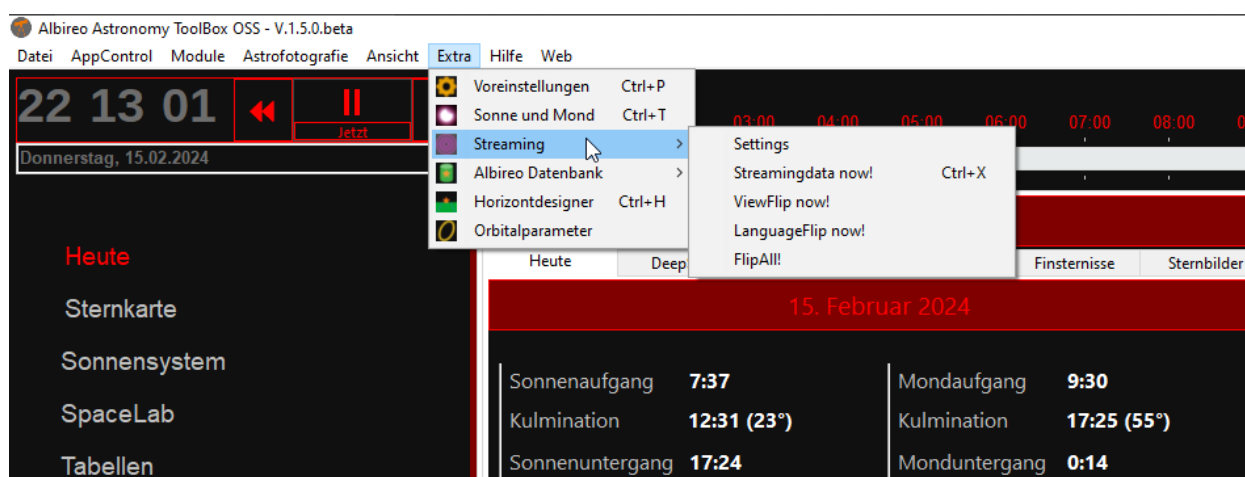 Albireo Astronomy ToolBox OSS - V.1.5.0.beta
Datei AppControl Module Astrofotografie Ansicht Extra Hilfe Web
22 13 01
Jetzt
Donnerstag, 15.02.2024
Voreinstellungen Ctrl+P
Sonne und Mond Ctrl+T
Streaming
Albireo Datenbank
Horizontdesigner Ctrl+H
Orbitalparameter
03:00 04:00 05:00 06:00 07:00 08:00
Settings
Streamingdata now! Ctrl+X
ViewFlip now!
LanguageFlip now!
FlipAll!
Heute
Sternkarte
Sonnensystem
SpaceLab
Tabellen
Heute Deep Finsternisse Sternbilder
15. Februar 2024
Sonnenaufgang 7:37 Mondaufgang 9:30
Kulmination 12:31 (23°) Kulmination 17:25 (55°)
Sonnenuntergang 17:24 Monduntergang 0:14